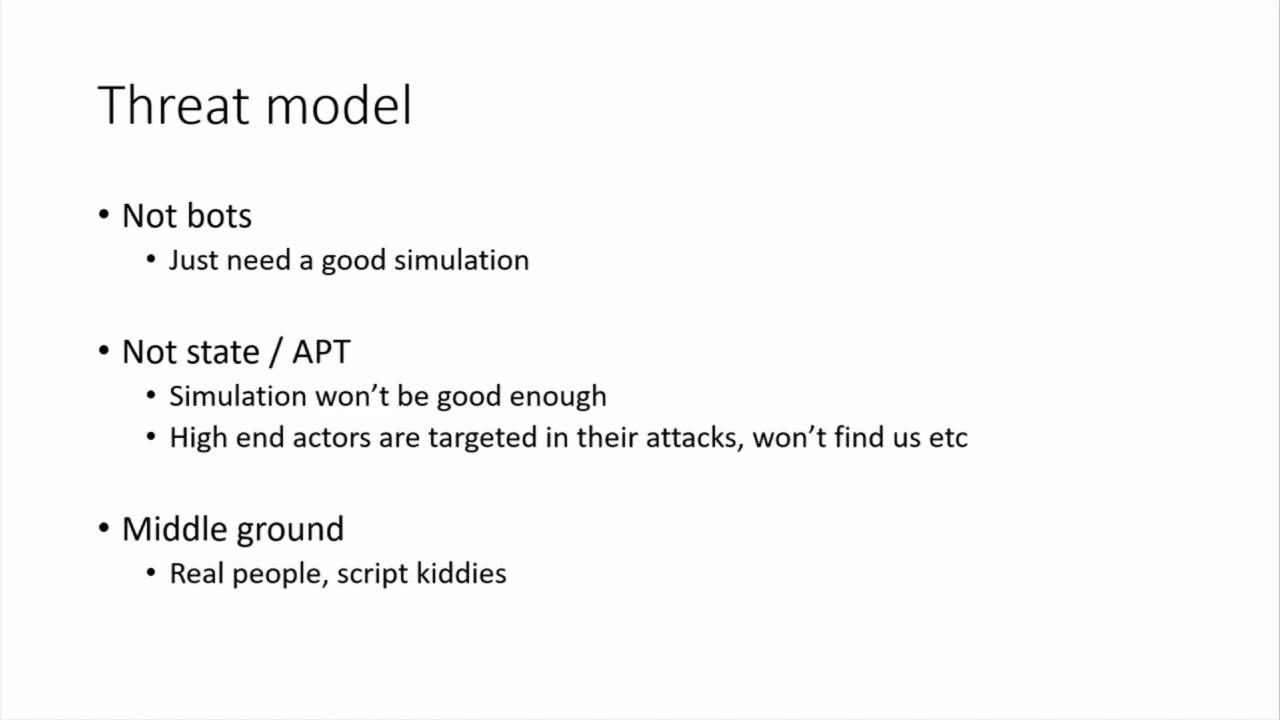 Threat model
• Not bots
• Just need a good simulation
• Not state / APT
• Simulation won’t be good enough
• High end actors are targeted in their attacks, won’t find us etc
• Middle ground
• Real people, script kiddies